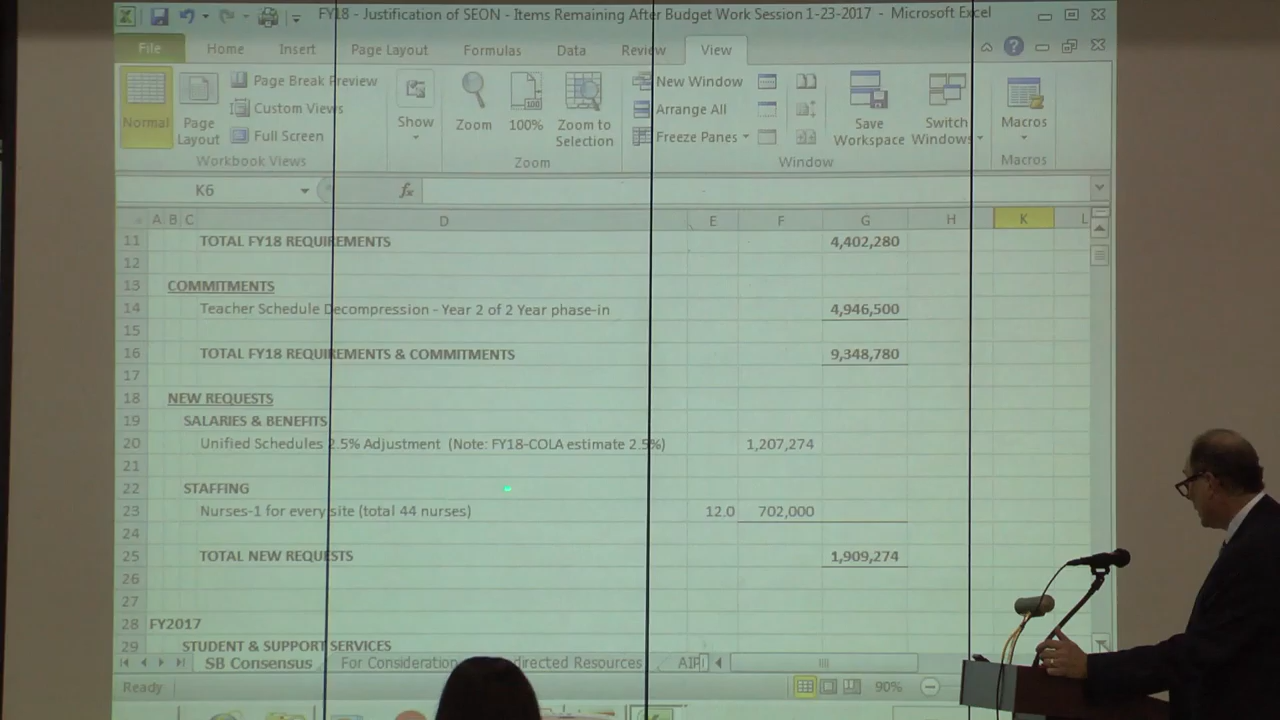 FY18 - Justification of SEON - Items Remaining After Budget Work Session 1-23-2017 - Microsoft Excel
File Home Insert Page Layout Formulas Data Review View
Normal
Page Layout
Page Break Preview
Custom Views
Full Screen
Workbook Views
Show
Zoom
100%
Zoom to Selection
Zoom
New Window
Arrange All
Freeze Panes
Save Workspace
Switch Windows
Window
Macros
Macros
K6 fx
A B C D E F G H K L
11 TOTAL FY18 REQUIREMENTS 4,402,280
12
13 COMMITMENTS
14 Teacher Schedule Decompression - Year 2 of 2 Year phase-in 4,946,500
15
16 TOTAL FY18 REQUIREMENTS & COMMITMENTS 9,348,780
17
18 NEW REQUESTS
19 SALARIES & BENEFITS
20 Unified Schedules 2.5% Adjustment (Note: FY18-COLA estimate 2.5%) 1,207,274
21
22 STAFFING
23 Nurses-1 for every site (total 44 nurses) 12.0 702,000
24
25 TOTAL NEW REQUESTS 1,909,274
26
27
28 FY2017
29 STUDENT & SUPPORT SERVICES
SB Consensus For Consideration directed Resources
Ready 90%